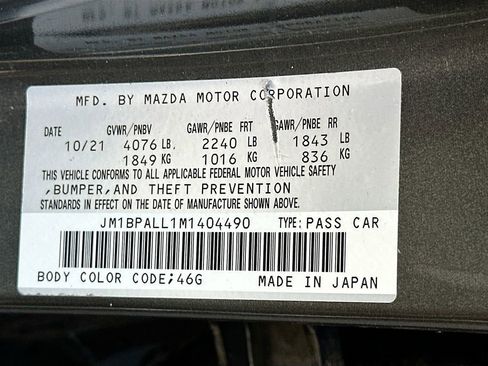 MFD. BY MAZDA MOTOR CORPORATION
DATE GVWR/PNBV GAWR/PNBE FRT GAWR/PNBE RR
10/21 4076 LB, 2240 LB 1843 LB
1849 KG 1016 KG 836 KG
THIS VEHICLE CONFORMS TO ALL APPLICABLE FEDERAL MOTOR VEHICLE SAFETY
,BUMPER,AND THEFT PREVENTION
STANDARDS IN EFFECT ON THE DATE OF MANUFACTURE SHOWN ABOVE.
JM1BPALL1M1404490 TYPE: PASS CAR
BODY COLOR CODE;46G MADE IN JAPAN